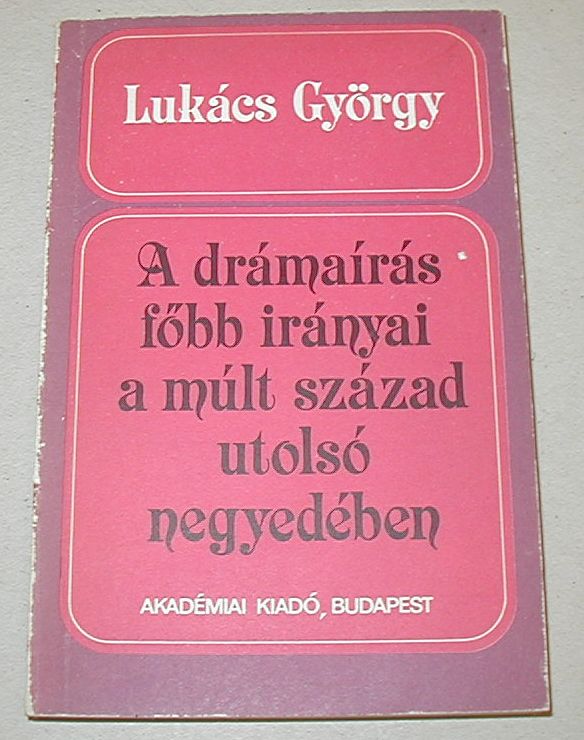 Lukács György
A drámaírás
főbb irányai
a múlt század
utolsó
negyedében
AKADÉMIAI KIADÓ, BUDAPEST